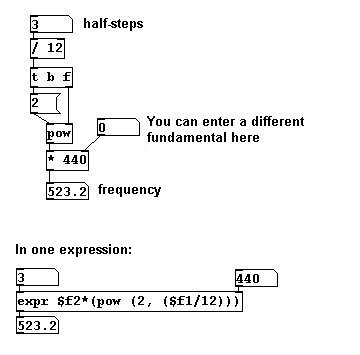 3 half-steps
/ 12
t b f
2
0 You can enter a different
pow fundamental here
* 440
523.2 frequency
In one expression:
3 440
expr $f2*(pow (2, ($f1/12)))
523.2